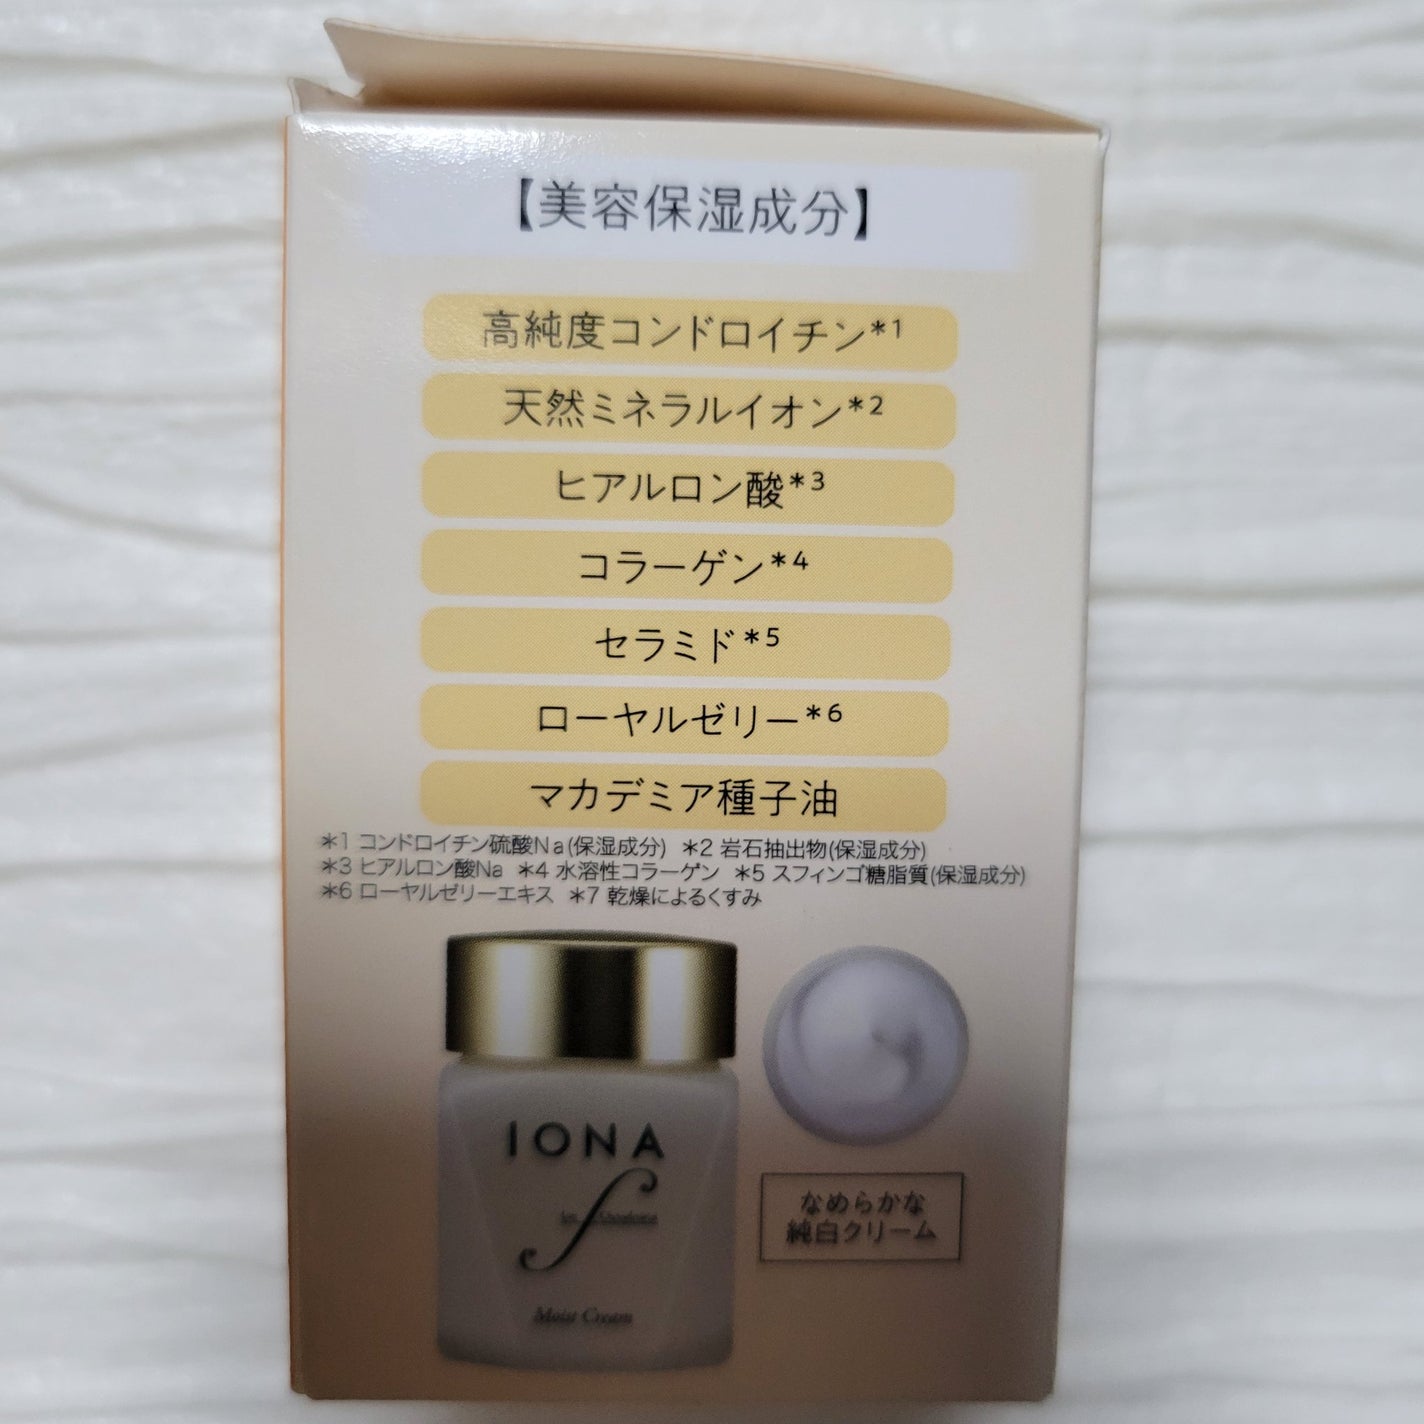 【美容保湿成分】
高純度コンドロイチン*1
天然ミネラルイオン*2
ヒアルロン酸*3
コラーゲン*4
セラミド*5
ローヤルゼリー*6
マカデミア種子油
*1 コンドロイチン硫酸Na(保湿成分) *2 岩石抽出物(保湿成分)
*3 ヒアルロン酸Na *4 水溶性コラーゲン *5 スフィンゴ糖脂質(保湿成分)
*6 ローヤルゼリーエキス *7 乾燥によるくすみ
IONA
f
Moist Cream
なめらかな
純白クリーム